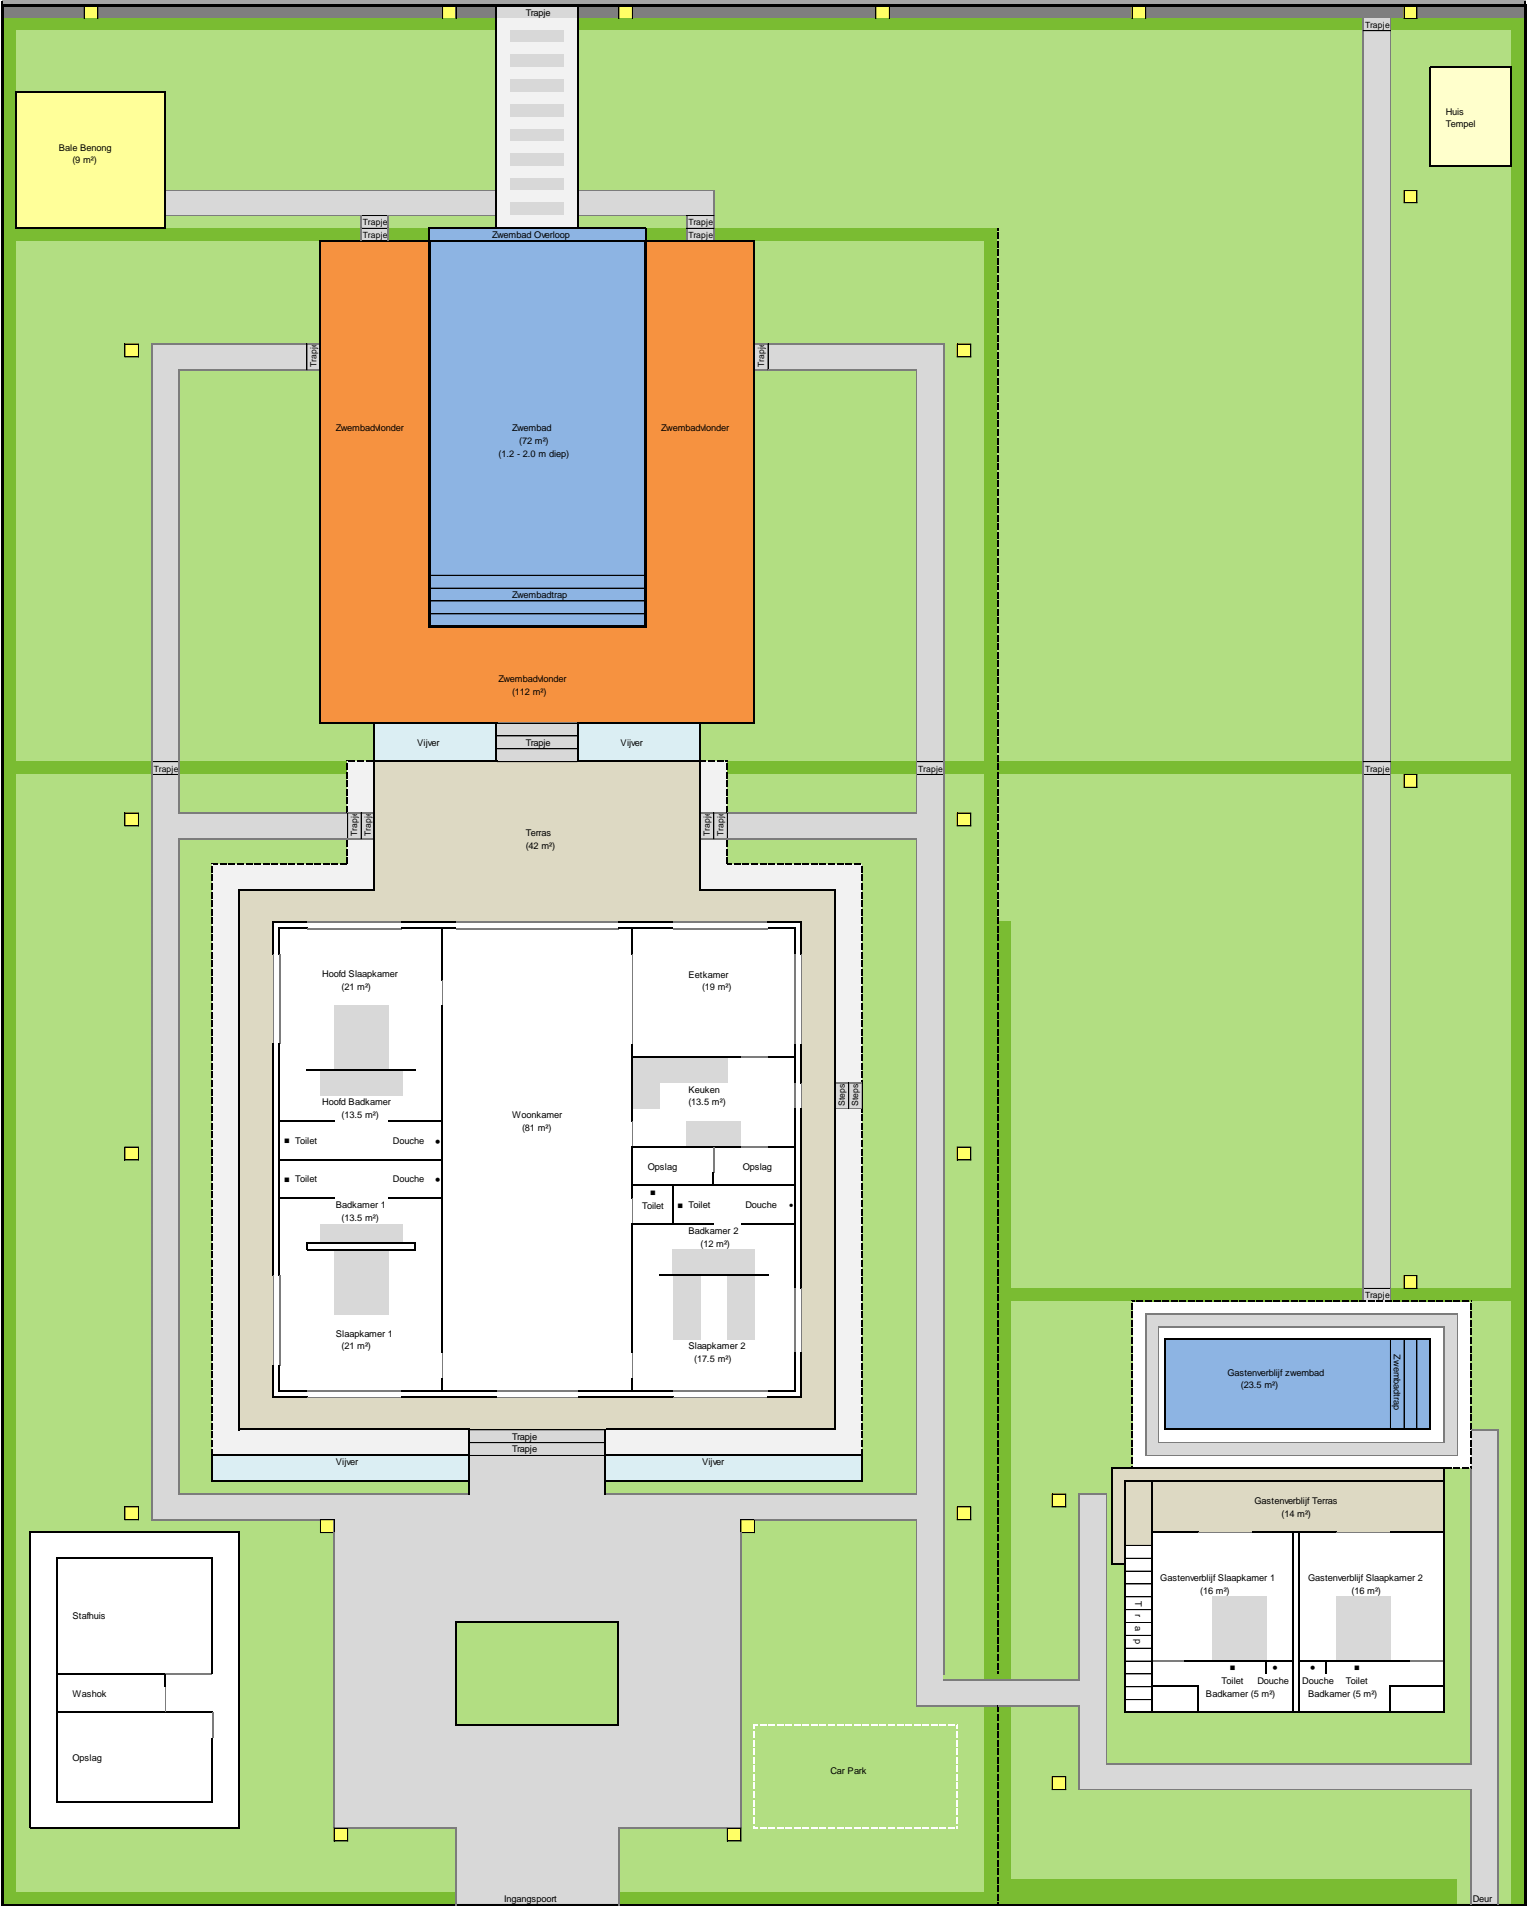 Trapje
Trapje
Huis
Tempel
Bale Benong
(9 m²)
Trapje
Trapje
Trapje
Trapje
Zwembad Overloop
Trapje
Trapje
Zwembadvlonder
Zwembad
(72 m²)
(1.2 - 2.0 m diep)
Zwembadvlonder
Zwembadtrap
Zwembadvlonder
(112 m²)
Vijver
Trapje
Vijver
Trapje
Trapje
Trapje
Trapje
Trapje
Terras
(42 m²)
Trapje
Trapje
Hoofd Slaapkamer
(21 m²)
Eetkamer
(19 m²)
Keuken
(13.5 m²)
Steps
Steps
Hoofd Badkamer
(13.5 m²)
Woonkamer
(81 m²)
Toilet
Douche
Opslag
Opslag
Toilet
Douche
Toilet
Toilet
Douche
Badkamer 1
(13.5 m²)
Badkamer 2
(12 m²)
Slaapkamer 1
(21 m²)
Slaapkamer 2
(17.5 m²)
Trapje
Gastenverblijf zwembad
(23.5 m²)
Zwembadtrap
Trapje
Trapje
Vijver
Vijver
Gastenverblijf Terras
(14 m²)
Gastenverblijf Slaapkamer 1
(16 m²)
Gastenverblijf Slaapkamer 2
(16 m²)
Trap
Stafhuis
Toilet
Douche
Douche
Toilet
Badkamer (5 m²)
Badkamer (5 m²)
Washok
Opslag
Car Park
Ingangspoort
Deur